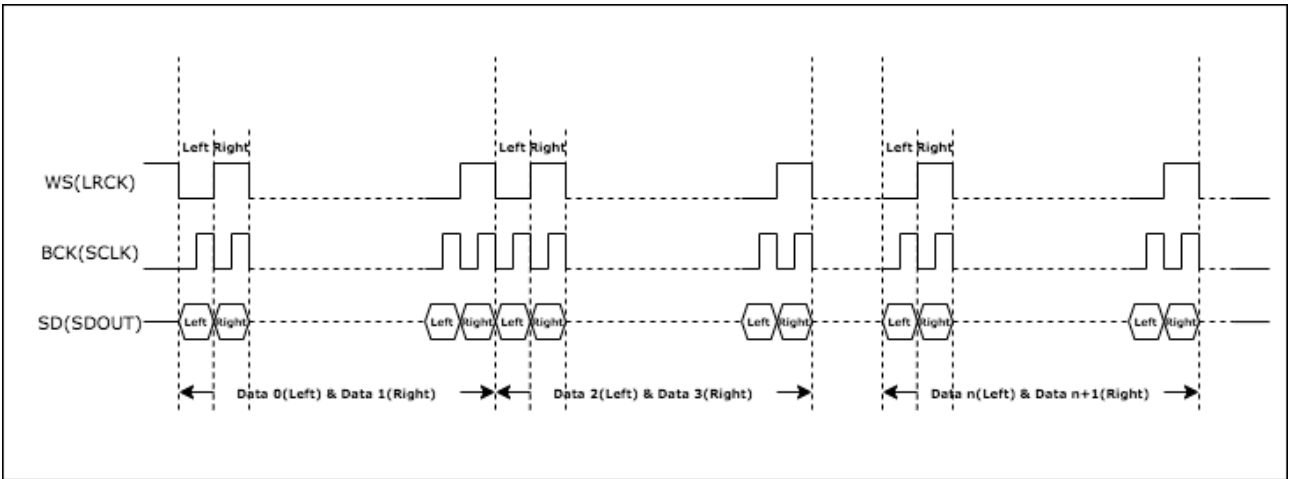 Left Right Left Right Left Right
WS(LRCK)
BCK(SCLK)
SD(SDOUT) Left Right Left Right Left Right Left Right Left Right Left Right
Data 0(Left) & Data 1(Right) Data 2(Left) & Data 3(Right) Data n(Left) & Data n+1(Right)